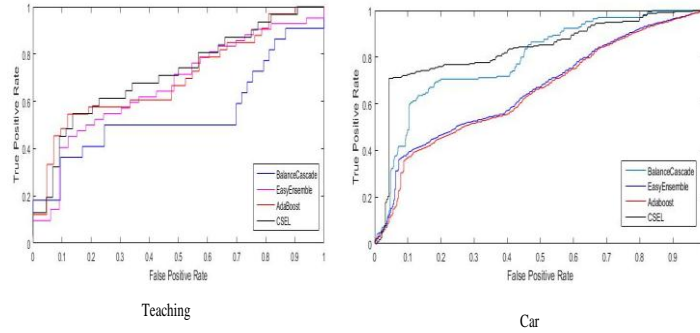 True Positive Rate
1
0.8
0.6
0.4
0.2
0
0 0.1 0.2 0.3 0.4 0.5 0.6 0.7 0.8 0.9 1
False Positive Rate
BalanceCascade
EasyEnsemble
AdaBoost
CSEL
Teaching
True Positive Rate
1
0.8
0.6
0.4
0.2
0
0 0.1 0.2 0.3 0.4 0.5 0.6 0.7 0.8 0.9
False Positive Rate
BalanceCascade
EasyEnsemble
Adaboost
CSEL
Car